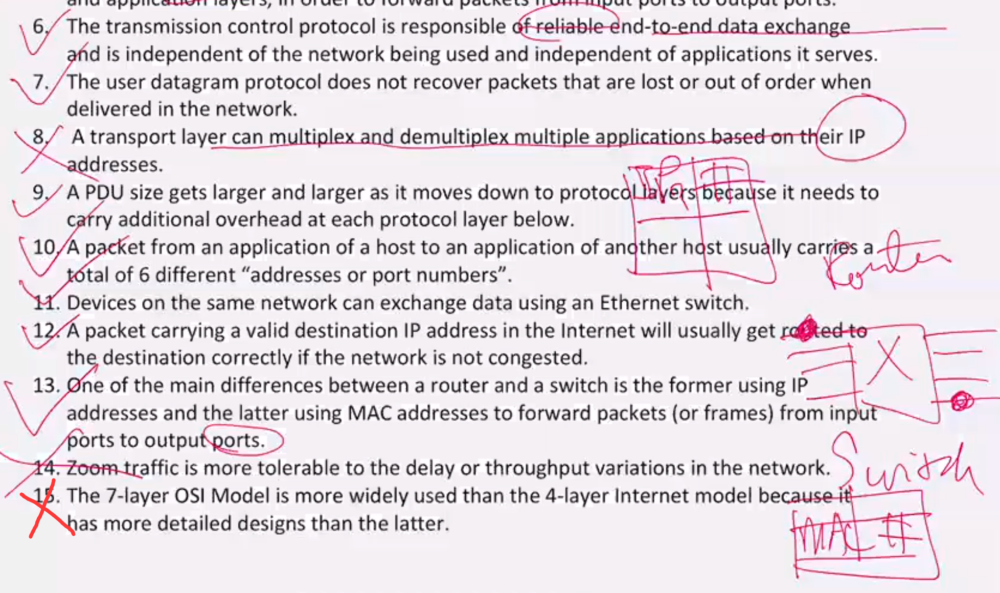 and application layers, in order to forward packets from input ports to output ports.
6. The transmission control protocol is responsible of reliable end-to-end data exchange
and is independent of the network being used and independent of applications it serves.
7. The user datagram protocol does not recover packets that are lost or out of order when
delivered in the network.
8. A transport layer can multiplex and demultiplex multiple applications based on their IP
addresses.
9. A PDU size gets larger and larger as it moves down to protocol layers because it needs to
carry additional overhead at each protocol layer below.
10. A packet from an application of a host to an application of another host usually carries a
total of 6 different “addresses or port numbers”.
Router
11. Devices on the same network can exchange data using an Ethernet switch.
12. A packet carrying a valid destination IP address in the Internet will usually get routed to
the destination correctly if the network is not congested.
13. One of the main differences between a router and a switch is the former using IP
addresses and the latter using MAC addresses to forward packets (or frames) from input
ports to output ports.
14. Zoom traffic is more tolerable to the delay or throughput variations in the network.
Switch
15. The 7-layer OSI Model is more widely used than the 4-layer Internet model because it
has more detailed designs than the latter.
MAC #